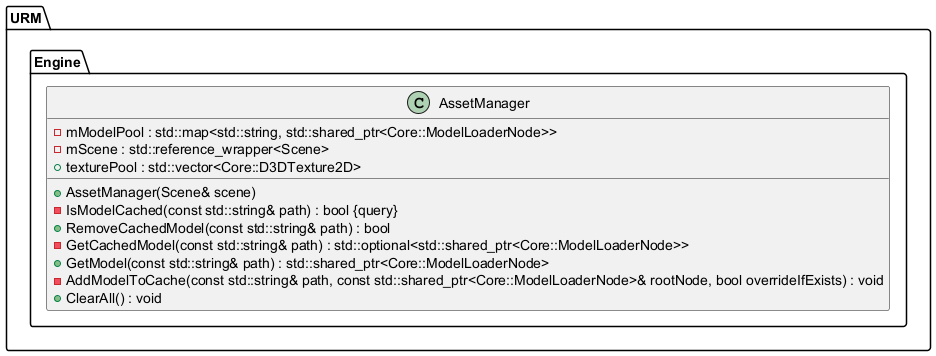 URM
Engine
C AssetManager
mModelPool : std::map<std::string, std::shared_ptr<Core::ModelLoaderNode>>
mScene : std::reference_wrapper<Scene>
texturePool : std::vector<Core::D3DTexture2D>
AssetManager(Scene& scene)
IsModelCached(const std::string& path) : bool {query}
RemoveCachedModel(const std::string& path) : bool
GetCachedModel(const std::string& path) : std::optional<std::shared_ptr<Core::ModelLoaderNode>>
GetModel(const std::string& path) : std::shared_ptr<Core::ModelLoaderNode>
AddModelToCache(const std::string& path, const std::shared_ptr<Core::ModelLoaderNode>& rootNode, bool overrideIfExists) : void
ClearAll() : void